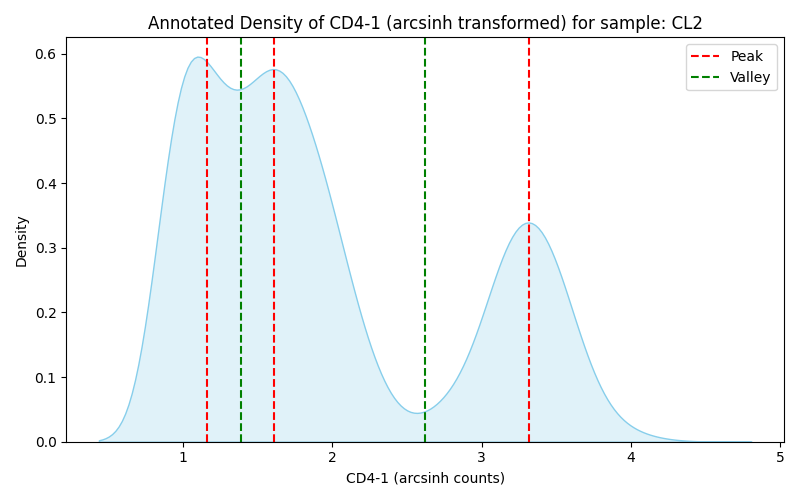 Annotated Density of CD4-1 (arcsinh transformed) for sample: CL2
Peak
Valley
Density
0.6
0.5
0.4
0.3
0.2
0.1
0.0
1 2 3 4 5
CD4-1 (arcsinh counts)